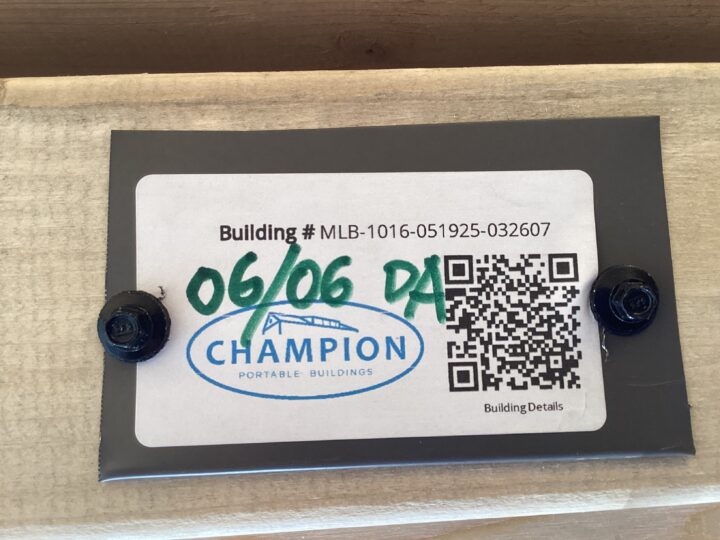 Building # MLB-1016-051925-032607
06/06 DA
CHAMPION
PORTABLE BUILDINGS
Building Details